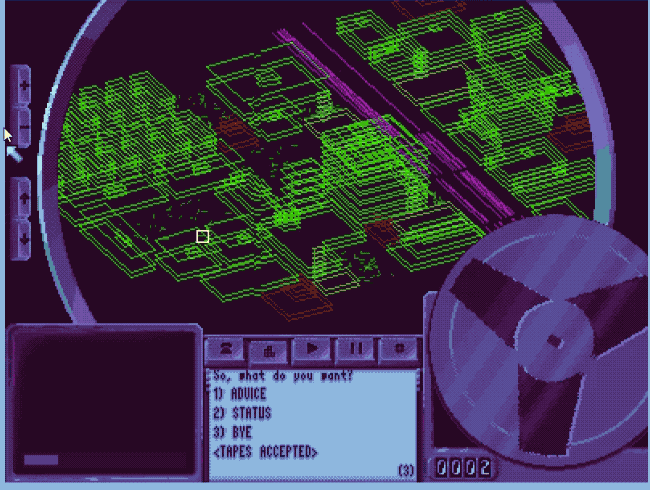 So, what do you want?
1) ADVICE
2) STATUS
3) BYE
<TAPES ACCEPTED>
(3)
0002